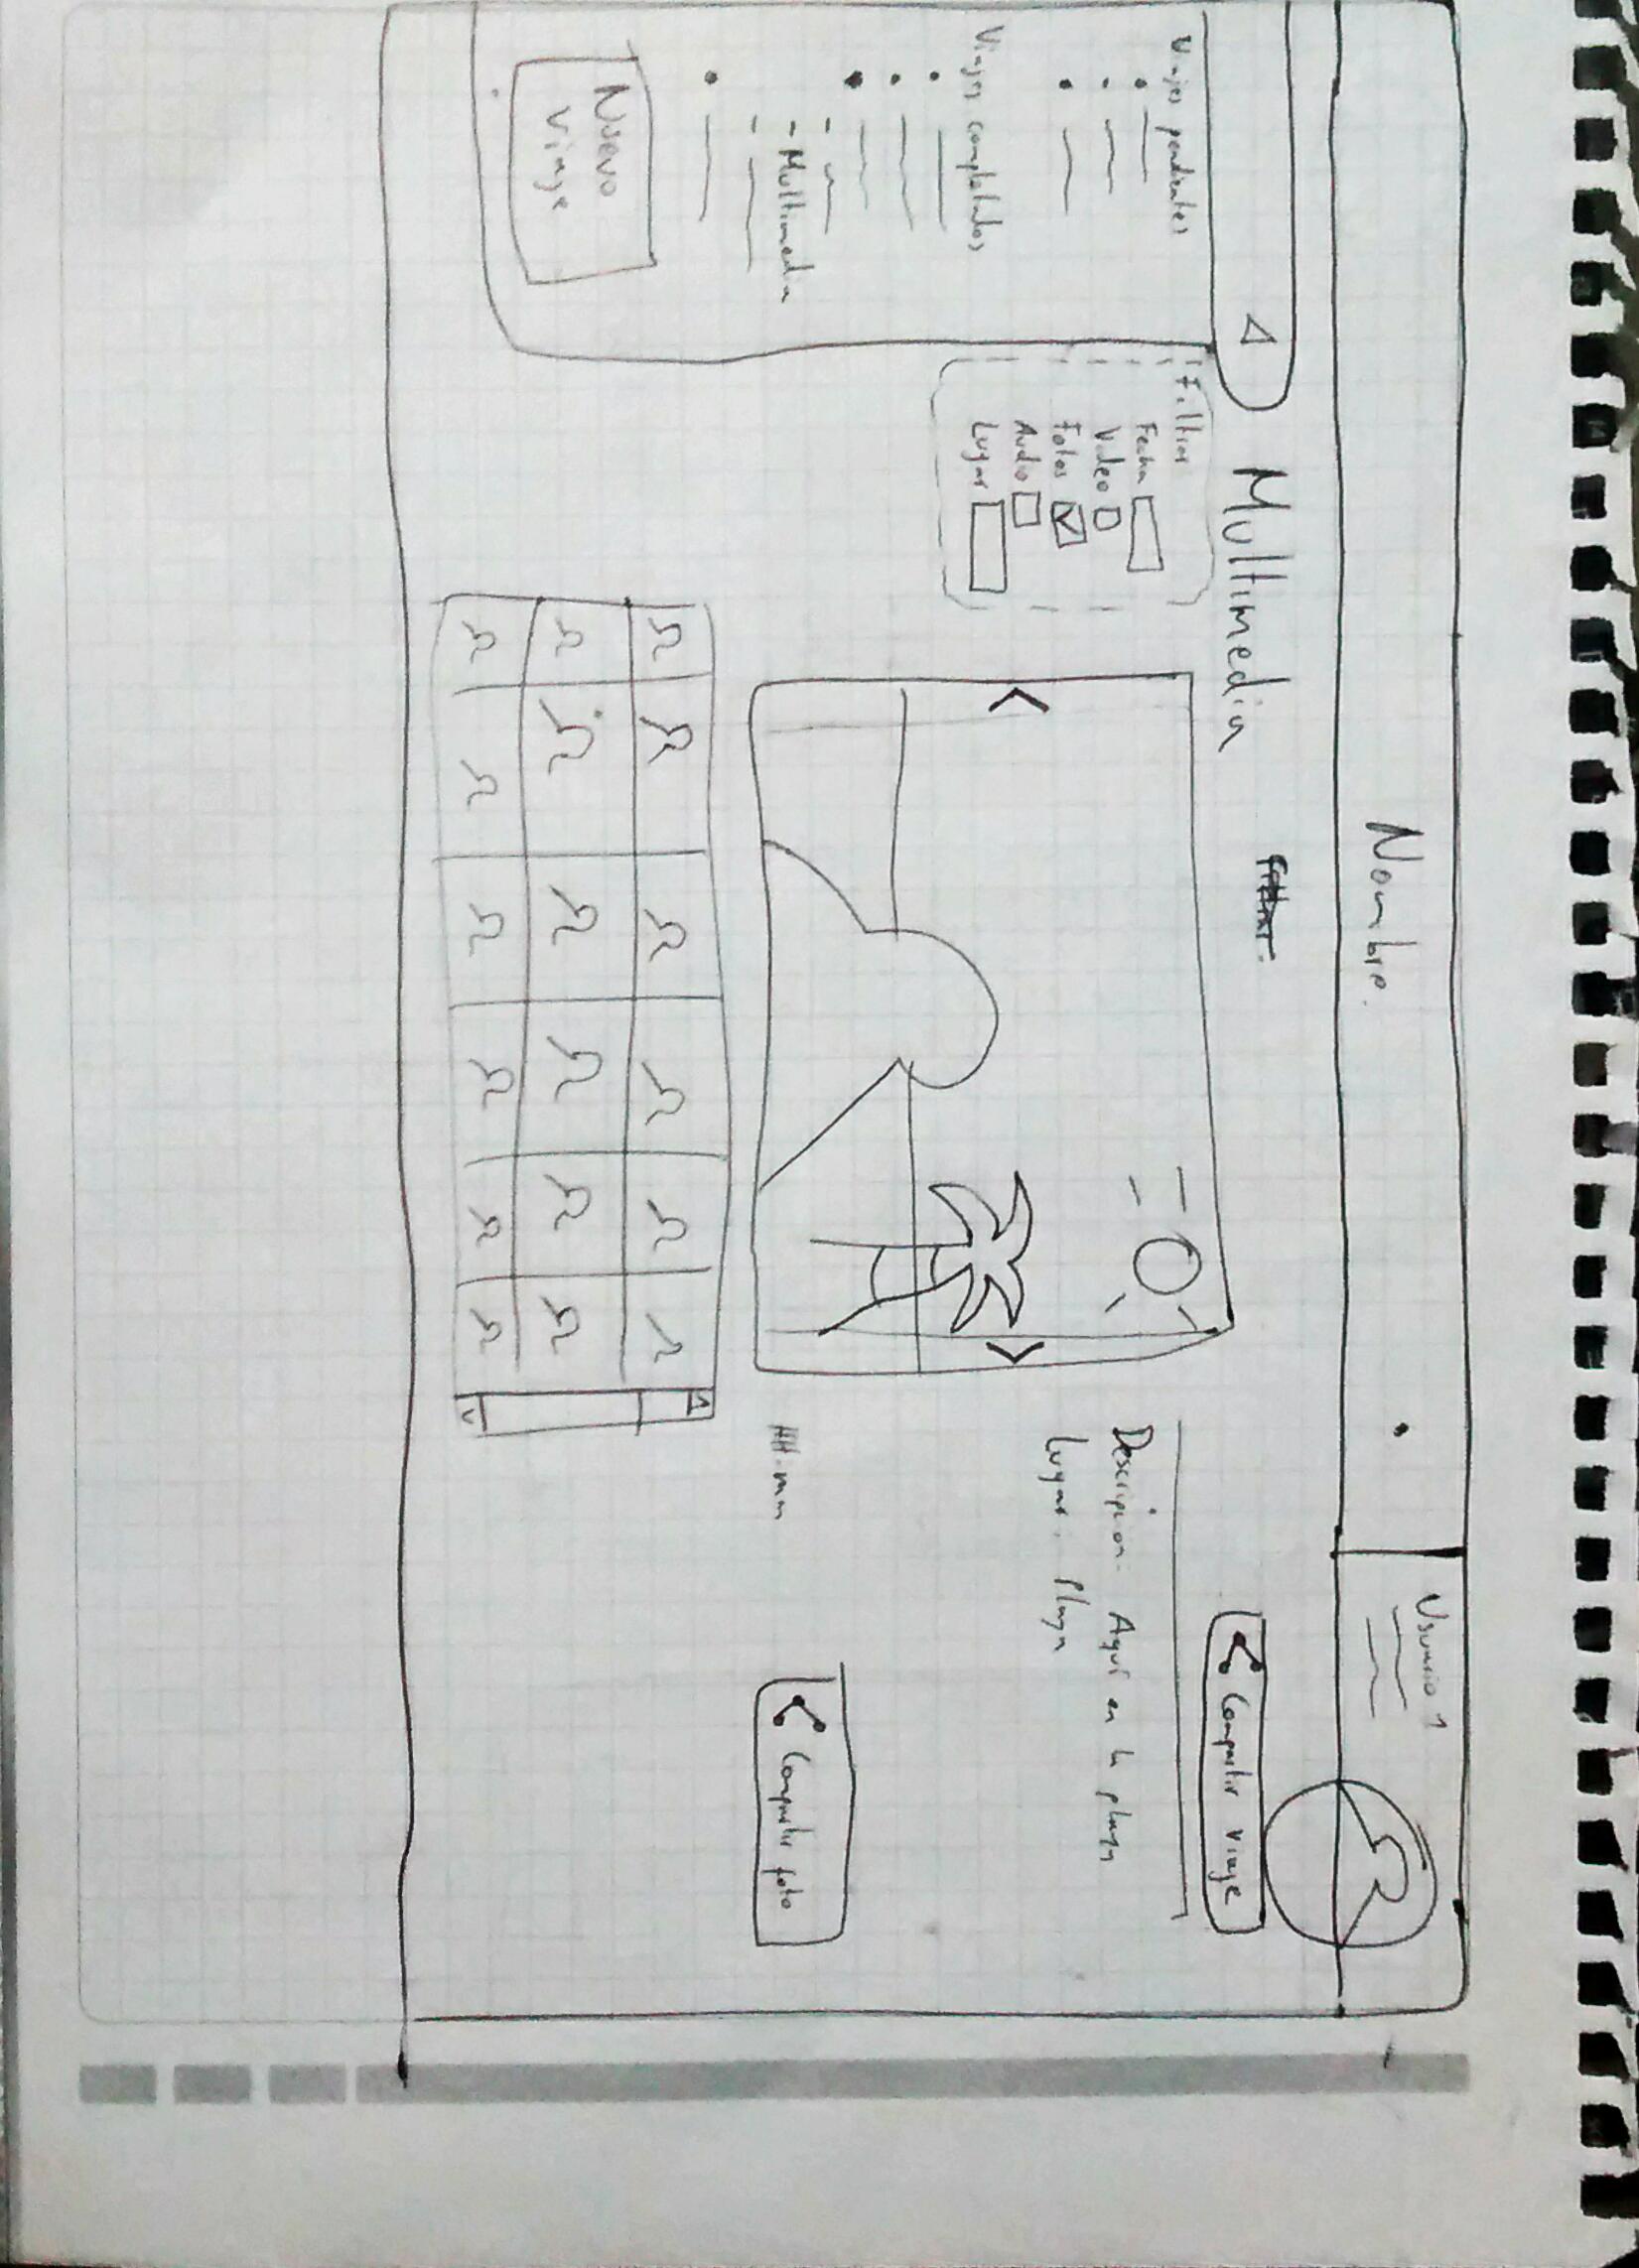 Nombre.
Usuario 1
Multimedia
Compartir viaje
Viajes pendientes
Viajes completados
- Multimedia
Nuevo
Viaje
Filtrar
Fecha
Video
Fotos
Audio
Lugar
Descripcion: Aquí en la playa
Lugar: Playa
HH:mm
Compartir foto